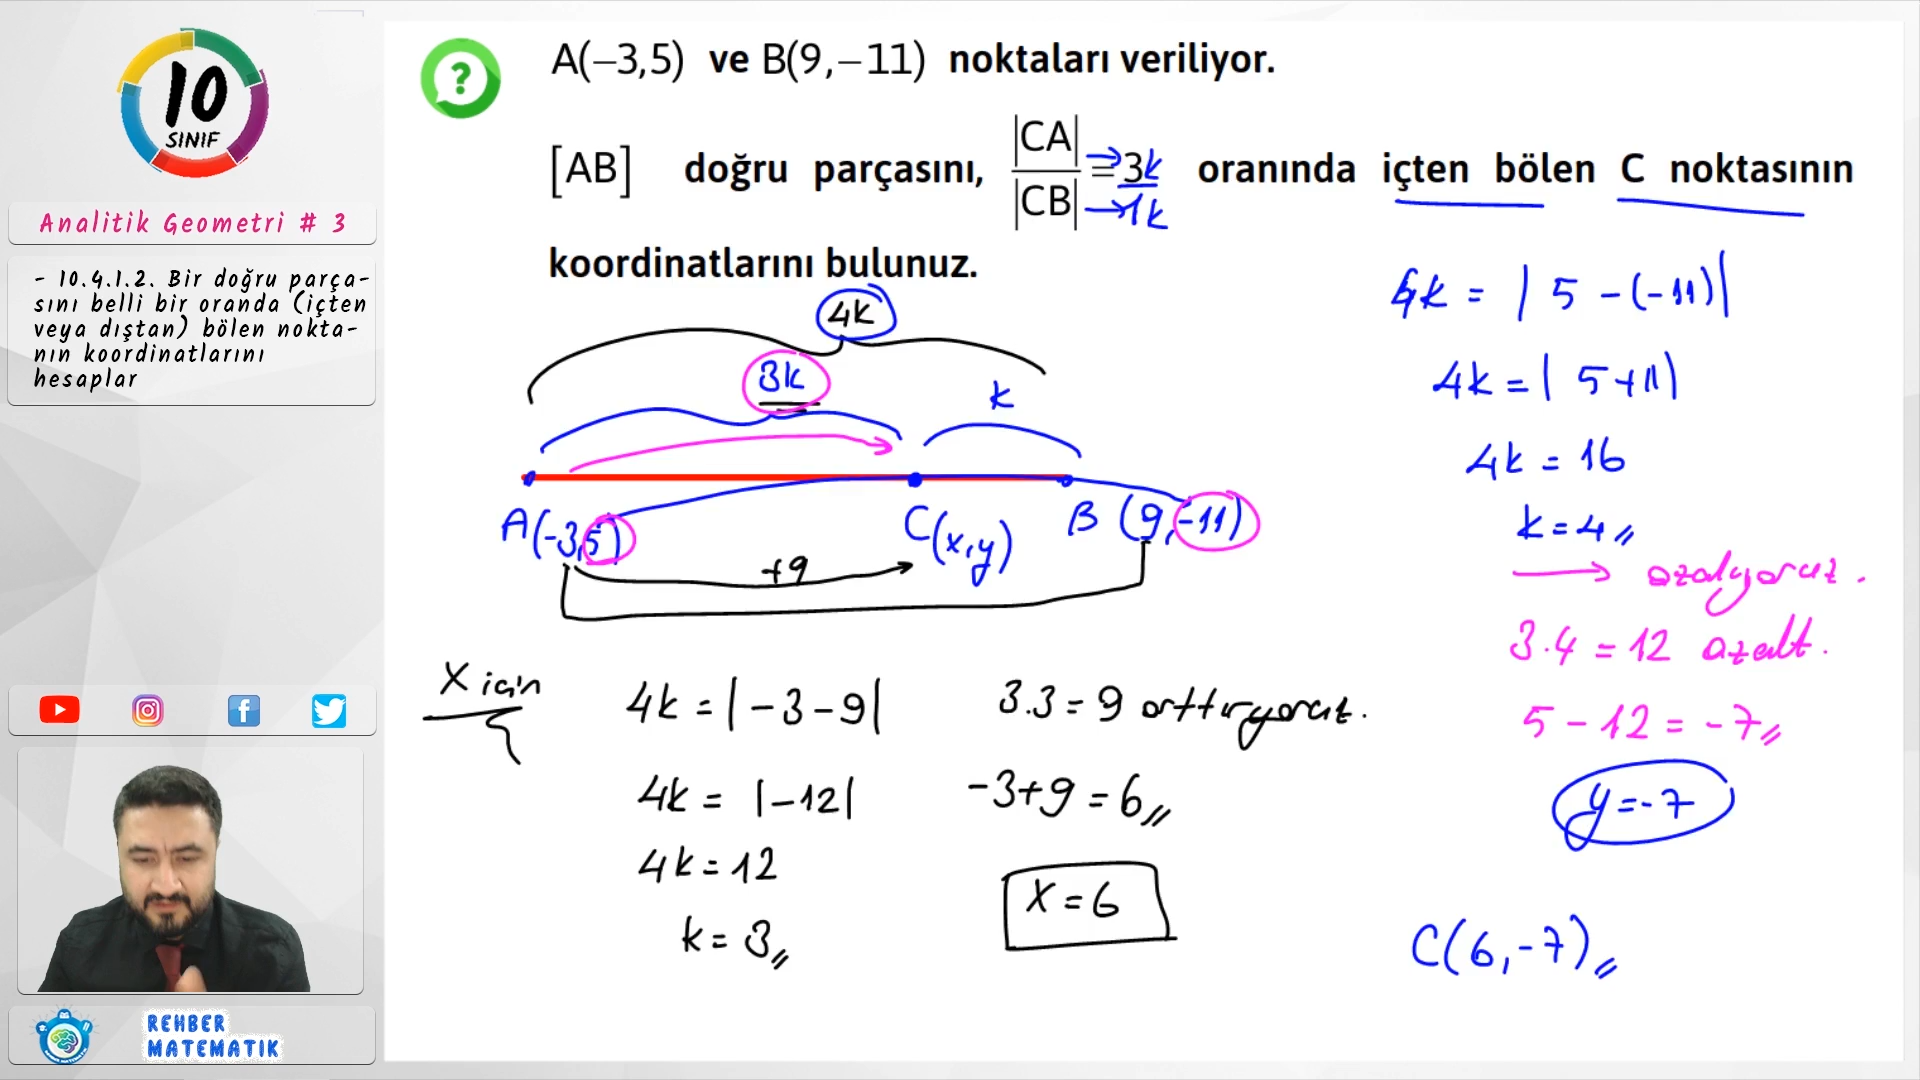 10
SINIF
Analitik Geometri # 3
- 10.4.1.2. Bir doğru parça-
sını belli bir oranda (içten
veya dıştan) bölen nokta-
nın koordinatlarını
hesaplar
REHBER
MATEMATIK
?
A(−3,5) ve B(9,−11) noktaları veriliyor.
[AB] doğru parçasını, |CA|/|CB| = 3 oranında içten bölen C noktasının
→ k
→ 1k
koordinatlarını bulunuz.
4k
3k
k
A(-3,5) C(x,y) B (9,-11)
+9
X için
4k = |-3-9|
4k = |-12|
4k = 12
k = 3
3.3 = 9 arttırıyoruz.
-3+9 = 6
X = 6
4k = | 5 -(-11)|
4k = | 5+11|
4k = 16
k = 4
→ azalıyoruz.
3.4 = 12 azalt.
5 - 12 = -7
y = -7
C(6,-7)